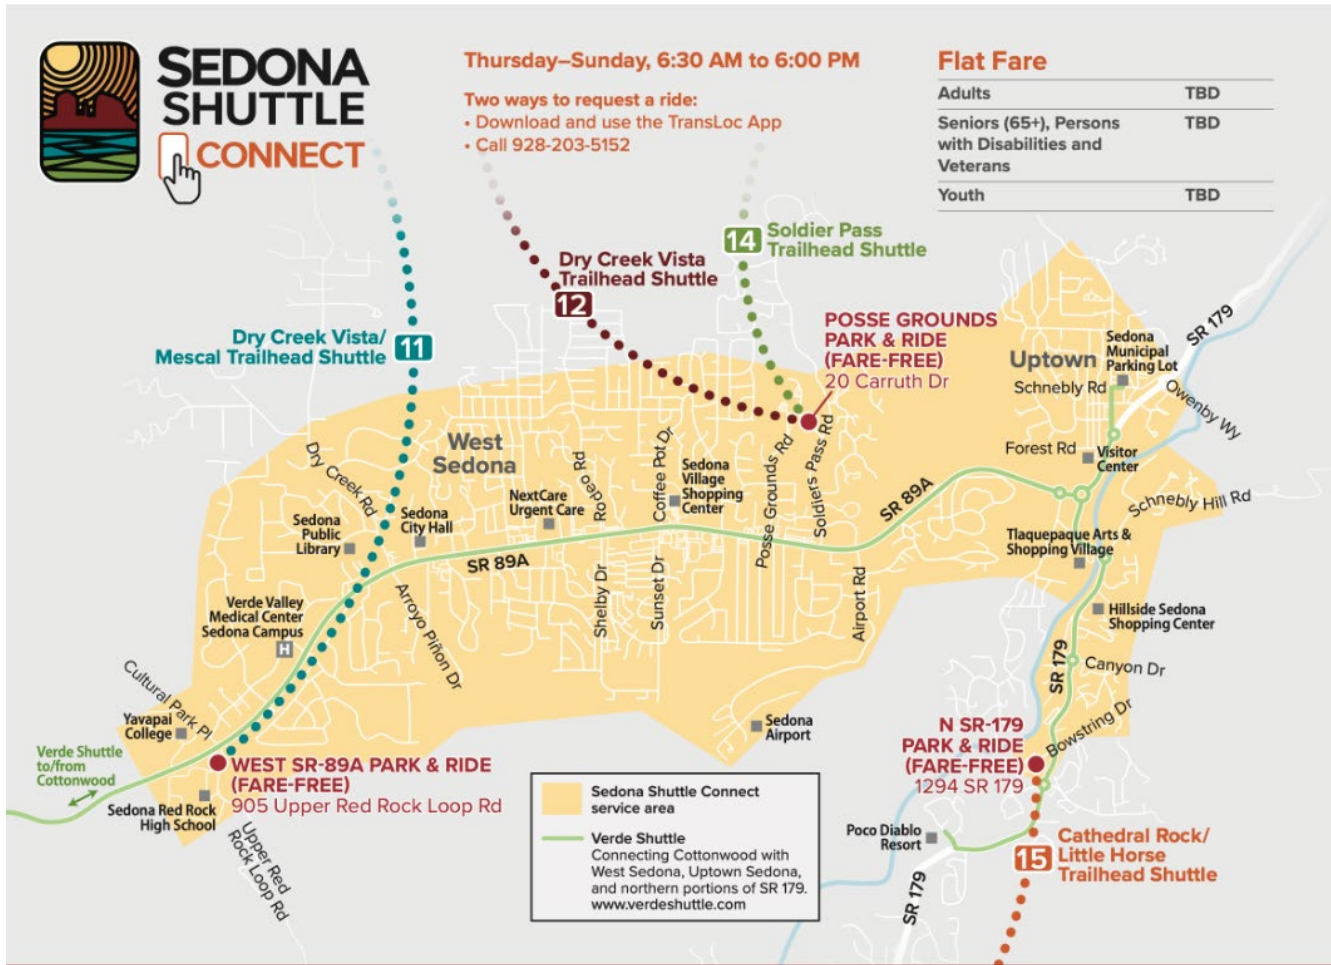 SEDONA
SHUTTLE
CONNECT
Thursday–Sunday, 6:30 AM to 6:00 PM
Two ways to request a ride:
• Download and use the TransLoc App
• Call 928-203-5152
Flat Fare
Adults TBD
Seniors (65+), Persons TBD
with Disabilities and
Veterans
Youth TBD
14
Soldier Pass
Trailhead Shuttle
Dry Creek Vista
Trailhead Shuttle
12
Dry Creek Vista/
Mescal Trailhead Shuttle
11
POSSE GROUNDS
PARK & RIDE
(FARE-FREE)
20 Carruth Dr
SR 179
Uptown
Sedona
Municipal
Parking Lot
Schnebly Rd
Owenby Wy
Forest Rd
Visitor
Center
Schnebly Hill Rd
West
Sedona
Dry Creek Rd
Sedona
Public
Library
Sedona
City Hall
NextCare
Urgent Care
Rodeo Rd
Coffee Pot Dr
Sedona
Village
Shopping
Center
Posse Grounds Rd
Soldiers Pass Rd
SR 89A
SR 89A
Tlaquepaque Arts &
Shopping Village
Verde Valley
Medical Center
Sedona Campus
H
Arroyo Piñon Dr
Shelby Dr
Sunset Dr
Airport Rd
Hillside Sedona
Shopping Center
SR 179
Canyon Dr
Cultural Park Pl
Yavapai
College
Sedona
Airport
Bowstring Dr
N SR-179
PARK & RIDE
(FARE-FREE)
1294 SR 179
Verde Shuttle
to/from
Cottonwood
WEST SR-89A PARK & RIDE
(FARE-FREE)
905 Upper Red Rock Loop Rd
Sedona Red Rock
High School
Upper Red
Rock Loop Rd
Sedona Shuttle Connect
service area
Verde Shuttle
Connecting Cottonwood with
West Sedona, Uptown Sedona,
and northern portions of SR 179.
www.verdeshuttle.com
Poco Diablo
Resort
15
Cathedral Rock/
Little Horse
Trailhead Shuttle
SR 179